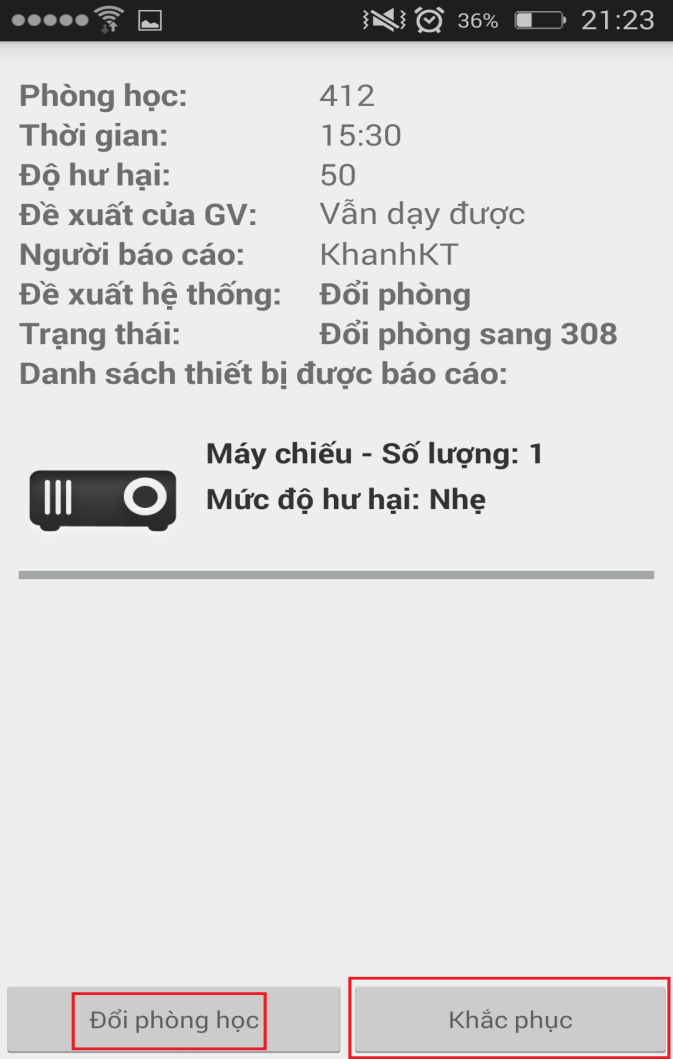 36% 21:23
Phòng học: 412
Thời gian: 15:30
Độ hư hại: 50
Đề xuất của GV: Vẫn dạy được
Người báo cáo: KhanhKT
Đề xuất hệ thống: Đổi phòng
Trạng thái: Đổi phòng sang 308
Danh sách thiết bị được báo cáo:
Máy chiếu - Số lượng: 1
Mức độ hư hại: Nhẹ
Đổi phòng học Khắc phục